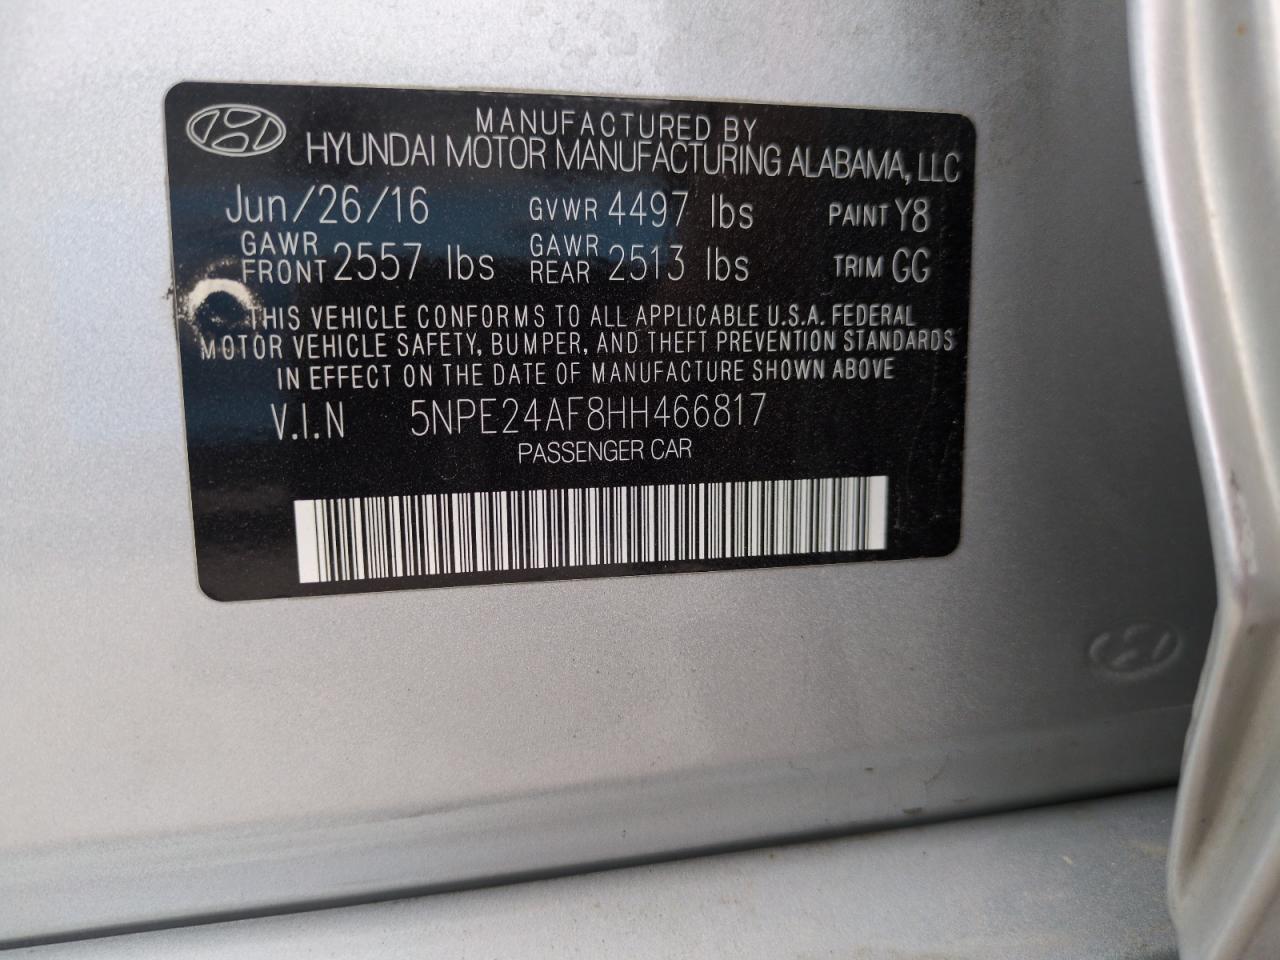 MANUFACTURED BY
HYUNDAI MOTOR MANUFACTURING ALABAMA, LLC
Jun/26/16 GVWR 4497 lbs PAINT Y8
GAWR FRONT 2557 lbs GAWR REAR 2513 lbs TRIM GG
THIS VEHICLE CONFORMS TO ALL APPLICABLE U.S.A. FEDERAL
MOTOR VEHICLE SAFETY, BUMPER, AND THEFT PREVENTION STANDARDS
IN EFFECT ON THE DATE OF MANUFACTURE SHOWN ABOVE
V.I.N 5NPE24AF8HH466817
PASSENGER CAR